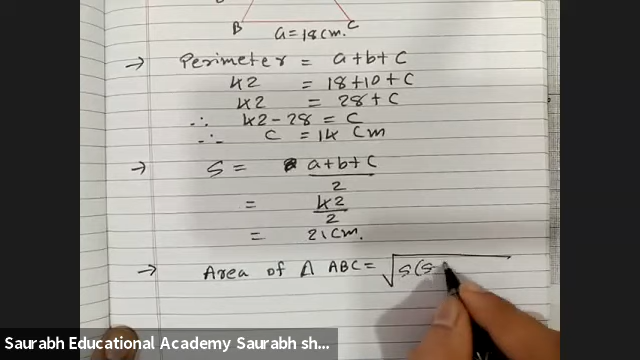 B
C
a = 18 Cm.
→ Perimeter = a + b + C
42 = 18 + 10 + C
42 = 28 + C
∴ 42 - 28 = C
∴ C = 14 Cm
→ S = a + b + C
2
= 42
2
= 21 Cm.
→ Area of Δ ABC = √S(S
Saurabh Educational Academy Saurabh sh...